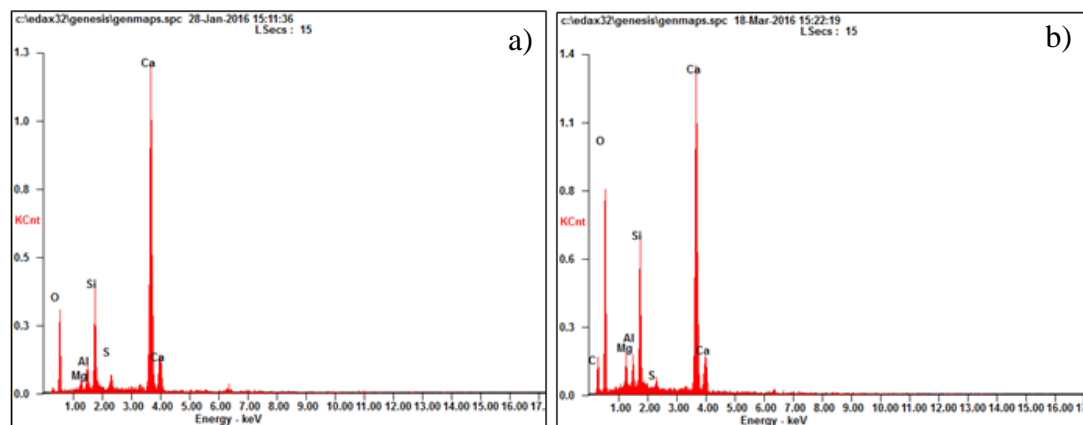 c:\edax32\genesis\genmaps.spc 28-Jan-2016 15:11:36
LSecs : 15
a)
1.3
Ca
1.0
0.8
KCnt
0.5
Si
O
0.3
Al
S
Mg
Ca
0.0
1.00 2.00 3.00 4.00 5.00 6.00 7.00 8.00 9.00 10.00 11.00 12.00 13.00 14.00 15.00 16.00 17.
Energy - keV
c:\edax32\genesis\genmaps.spc 18-Mar-2016 15:22:19
LSecs : 15
b)
1.4
Ca
1.1
O
0.8
KCnt
Si
0.6
0.3
Al
Mg
Ca
C
S
0.0
1.00 2.00 3.00 4.00 5.00 6.00 7.00 8.00 9.00 10.00 11.00 12.00 13.00 14.00 15.00 16.00
Energy - keV